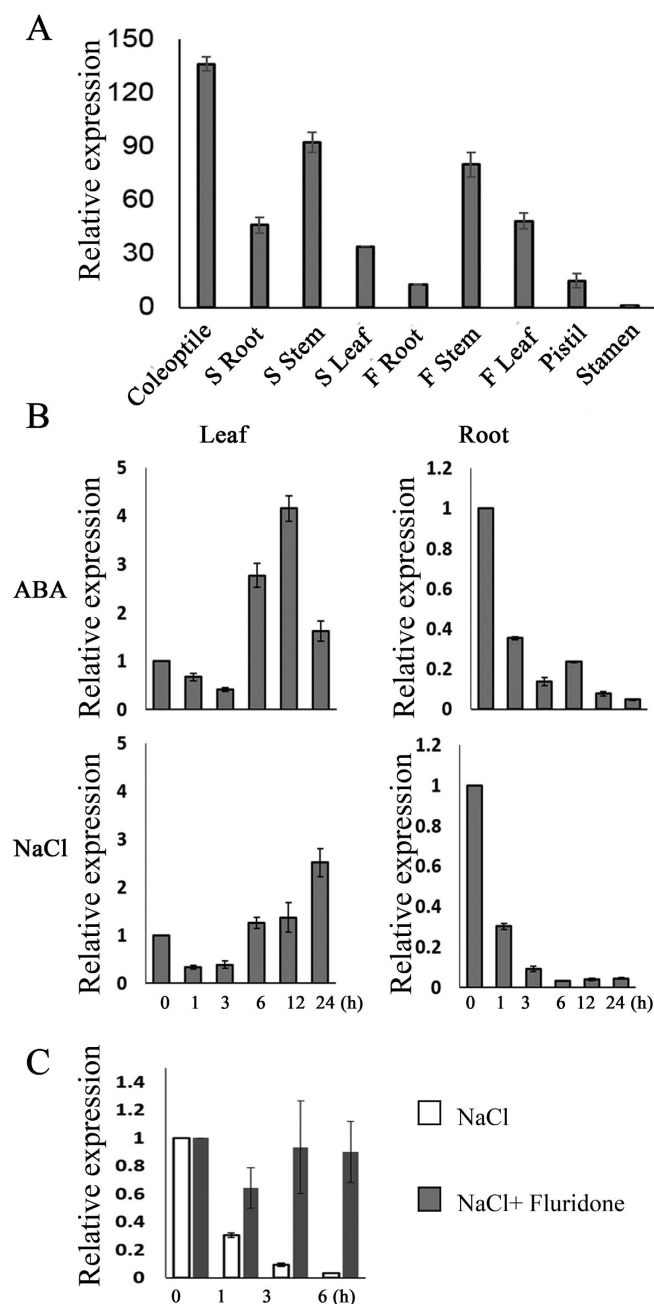 A
Relative expression
150
120
90
60
30
0
Coleoptile
S Root
S Stem
S Leaf
F Root
F Stem
F Leaf
Pistil
Stamen
B
Leaf
Root
ABA
Relative expression
5
4
3
2
1
0
Relative expression
1.2
1
0.8
0.6
0.4
0.2
0
NaCl
Relative expression
5
4
3
2
1
0
0 1 3 6 12 24 (h)
Relative expression
1.2
1
0.8
0.6
0.4
0.2
0
0 1 3 6 12 24 (h)
C
Relative expression
1.4
1.2
1
0.8
0.6
0.4
0.2
0
0 1 3 6 (h)
NaCl
NaCl+ Fluridone